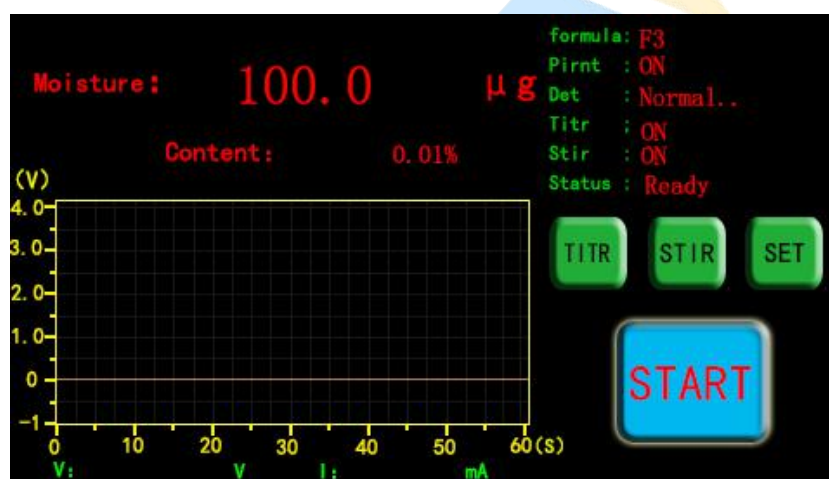 formula: F3
Pirnt : ON
Moisture: 100.0 μg
Det : Normal..
Titr : ON
Content: 0.01%
Stir : ON
Status : Ready
(V)
4.0
3.0
2.0
1.0
0
-1
TITR STIR SET
START
0 10 20 30 40 50 60(S)
V: V I: mA